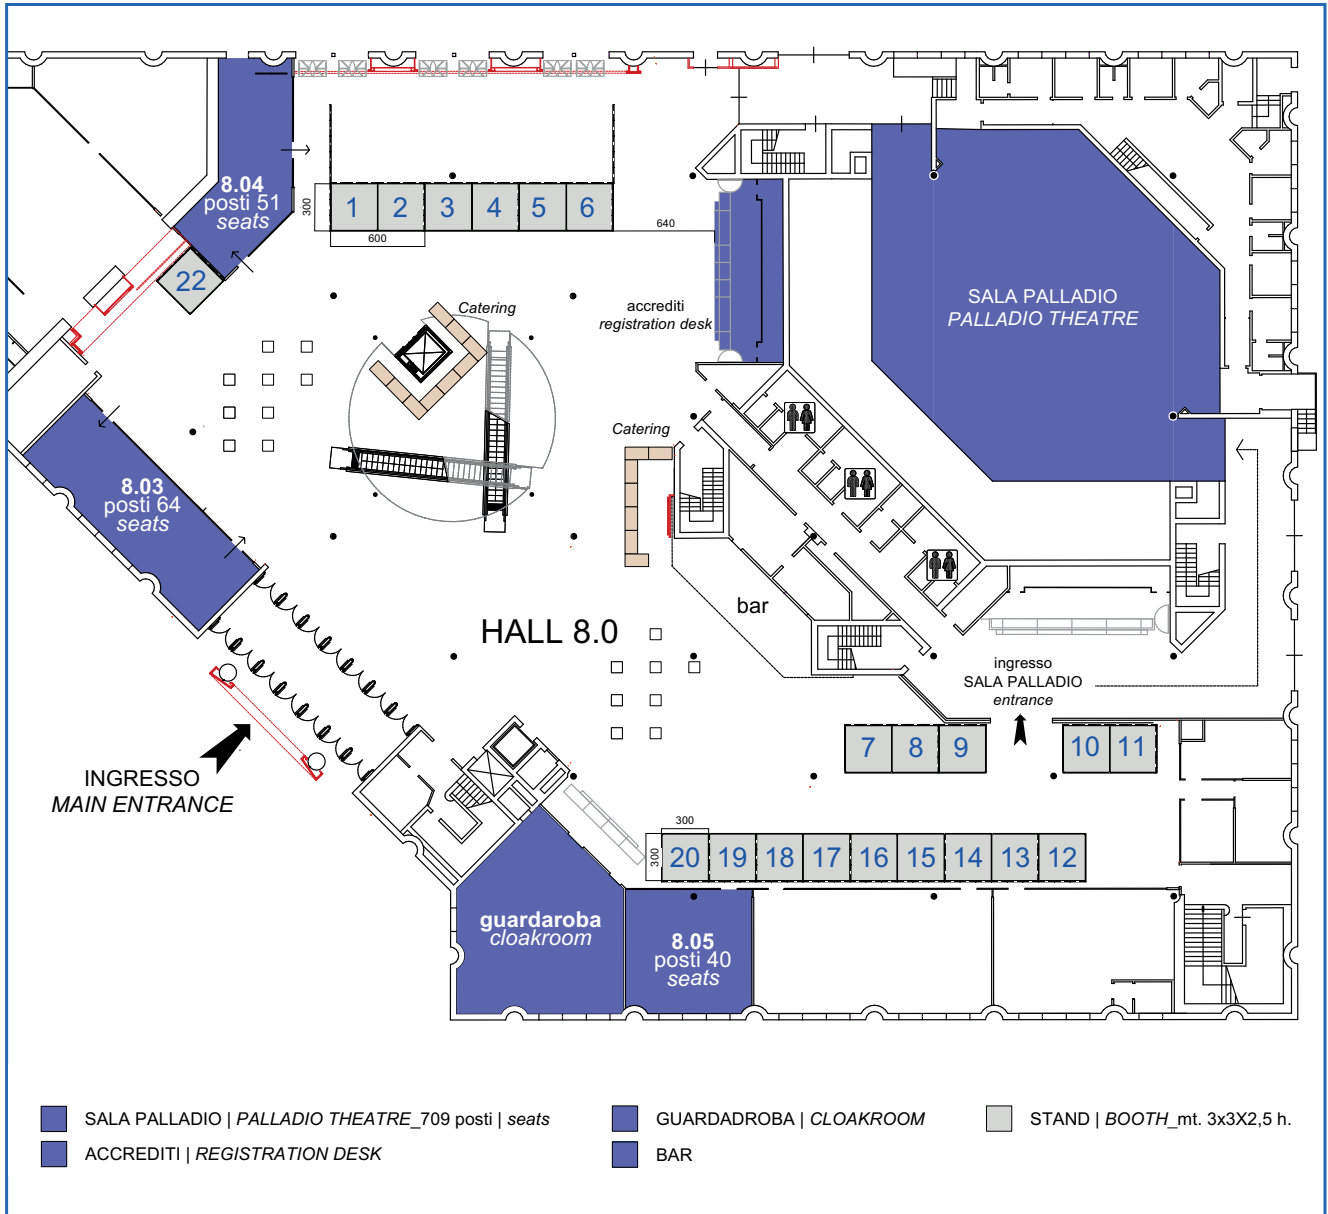 8.04
posti 51
seats
300
1 2 3 4 5 6
600
640
22
Catering
accrediti
registration desk
SALA PALLADIO
PALLADIO THEATRE
Catering
8.03
posti 64
seats
bar
HALL 8.0
ingresso
SALA PALLADIO
entrance
INGRESSO
MAIN ENTRANCE
7 8 9 10 11
300
300
20 19 18 17 16 15 14 13 12
guardaroba
cloakroom
8.05
posti 40
seats
SALA PALLADIO | PALLADIO THEATRE_709 posti | seats
ACCREDITI | REGISTRATION DESK
GUARDADROBA | CLOAKROOM
BAR
STAND | BOOTH_mt. 3x3X2,5 h.